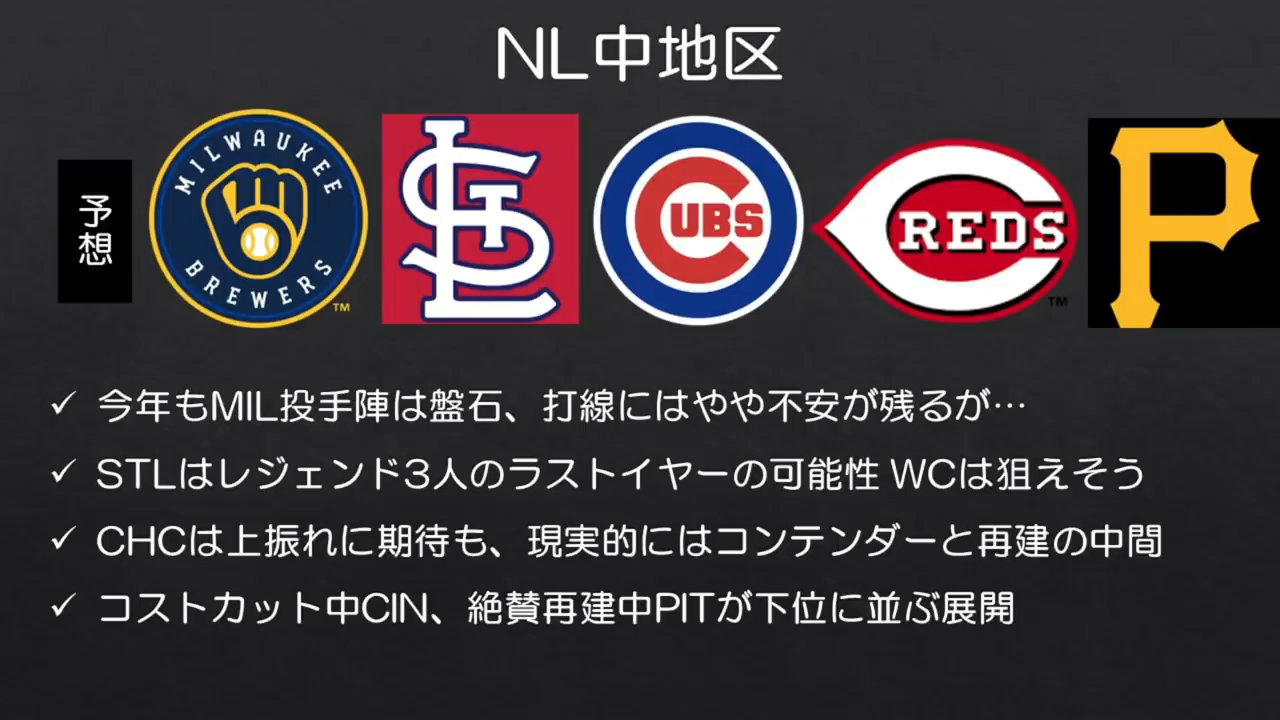 NL中地区
予想
MILWAUKEE
BREWERS
TM
STL
CUBS
REDS
TM
P
✓ 今年もMIL投手陣は盤石、打線にはやや不安が残るが…
✓ STLはレジェンド3人のラストイヤーの可能性 WCは狙えそう
✓ CHCは上振れに期待も、現実的にはコンテンダーと再建の中間
✓ コストカット中CIN、絶賛再建中PITが下位に並ぶ展開